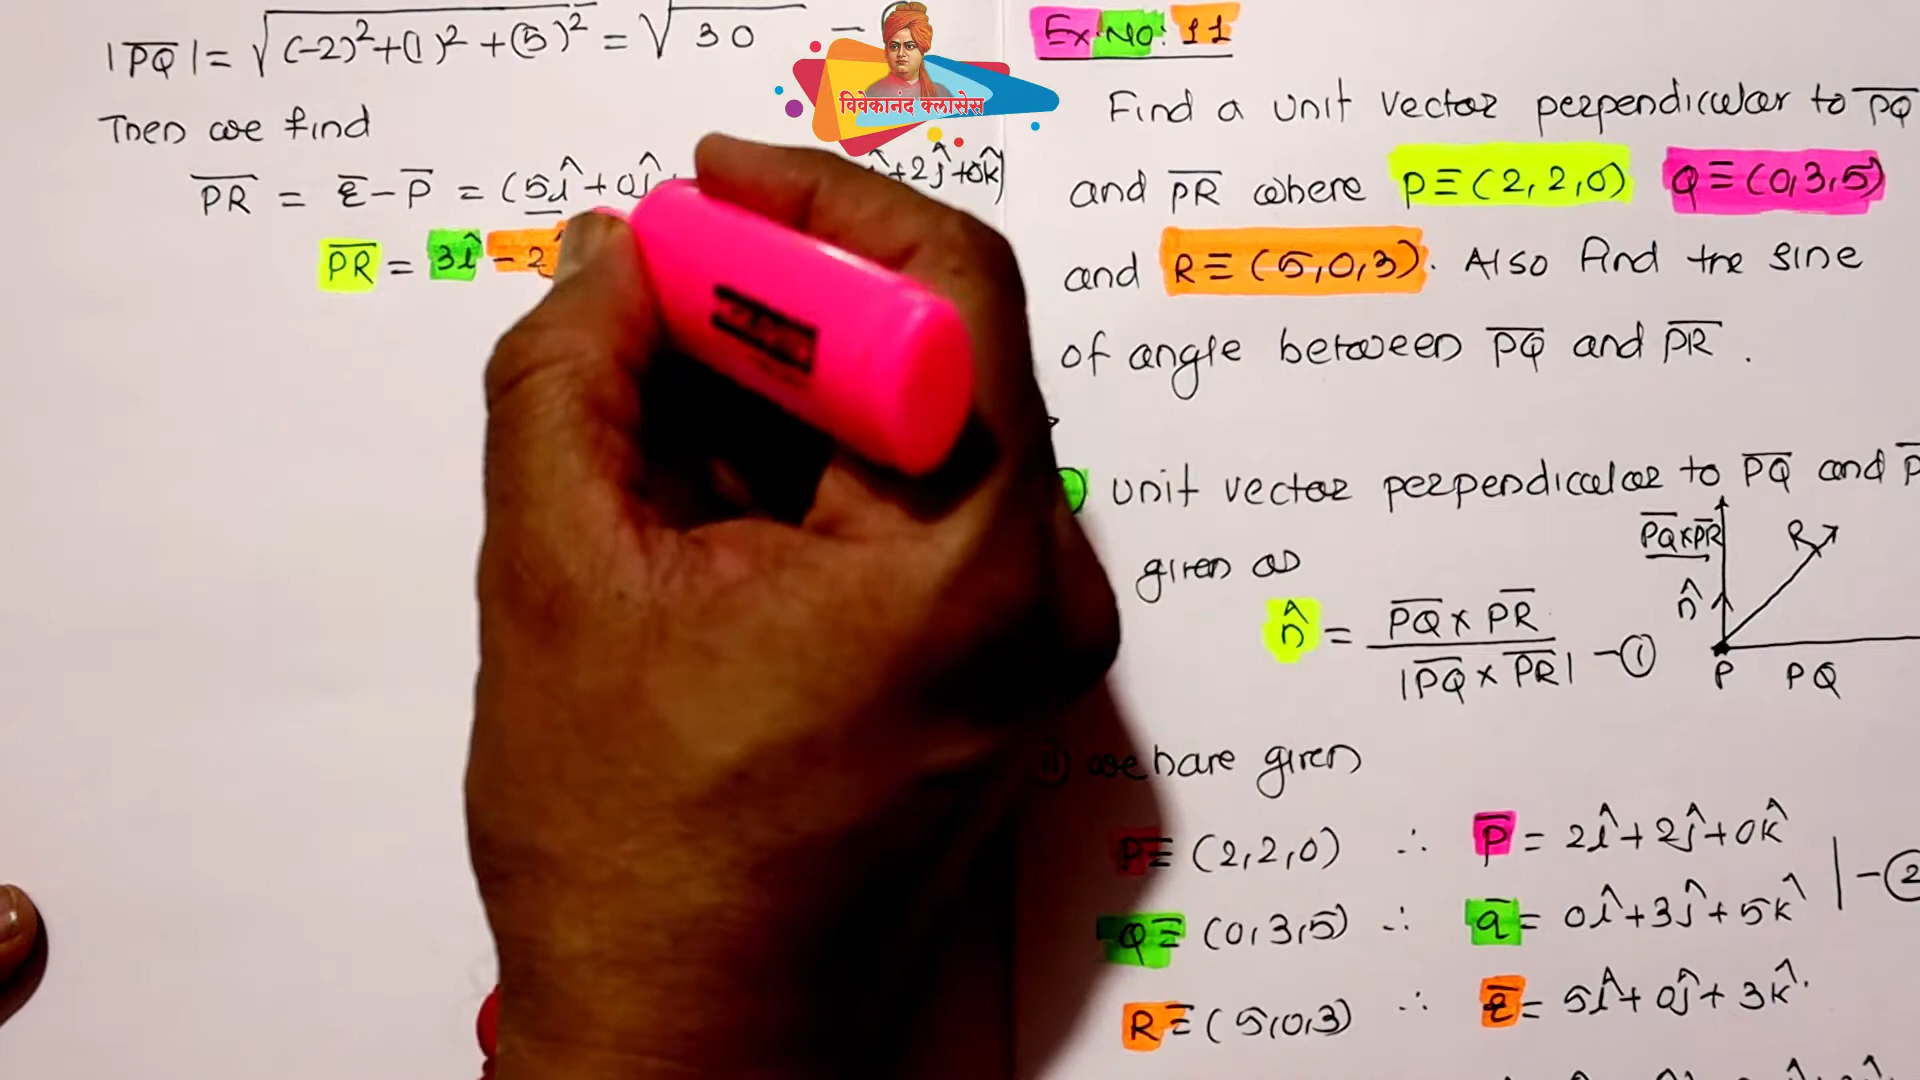 |PQ| = √(-2)²+(1)²+(5)² = √30 -
Then we find
PR = r̄ - P̄ = (5î+0ĵ +2ĵ+0k̂)
PR = 3î - 2
विवेकानंद क्लासेस
Ex. No: 11
Find a unit vector perpendicular to PQ
and PR where P≡(2,2,0) Q≡(0,3,5)
and R≡(5,0,3). Also find the sine
of angle between PQ and PR.
unit vector perpendicular to PQ and P
given as
n̂ = PQ × PR / |PQ × PR| - ①
PQ×PR
R
n̂
P PQ
ii we have given
P≡(2,2,0) ∴ P̄ = 2î+2ĵ+0k̂
Q≡(0,3,5) ∴ q̄ = 0î+3ĵ+5k̂ | - ②
R≡(5,0,3) ∴ r̄ = 5î+0ĵ+3k̂.